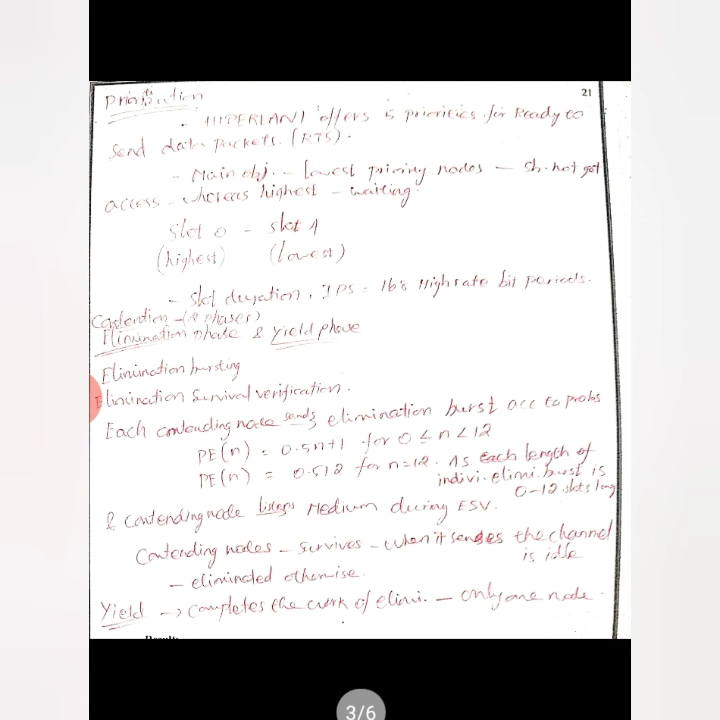 21
Prioritization
- HIPERLAN1 offers 5 priorities for Ready to
send data packets. (RTS).
- Main obj. - lowest priority nodes - sh. not get
access - whereas highest - waiting.
slot 0 - slot 4
(highest) (lowest)
- slot duration, IPS = 168 High rate bit periods.
Contention - (2 phases)
Elimination phase & yield phase
Elimination bursting
Elimination Survival verification.
Each contending node sends elimination burst acc to probs
PE(n) = 0.5n+1 for 0 ≤ n < 12
PE(n) = 0.512 for n=12. As each length of
indivi. elimi. burst is
0-12 slots long
& contending node listens Medium during ESV.
Contending nodes - survives - when it senses the channel
is idle
- eliminated otherwise.
Yield -> completes the work of elimi. - only one node.
3/6